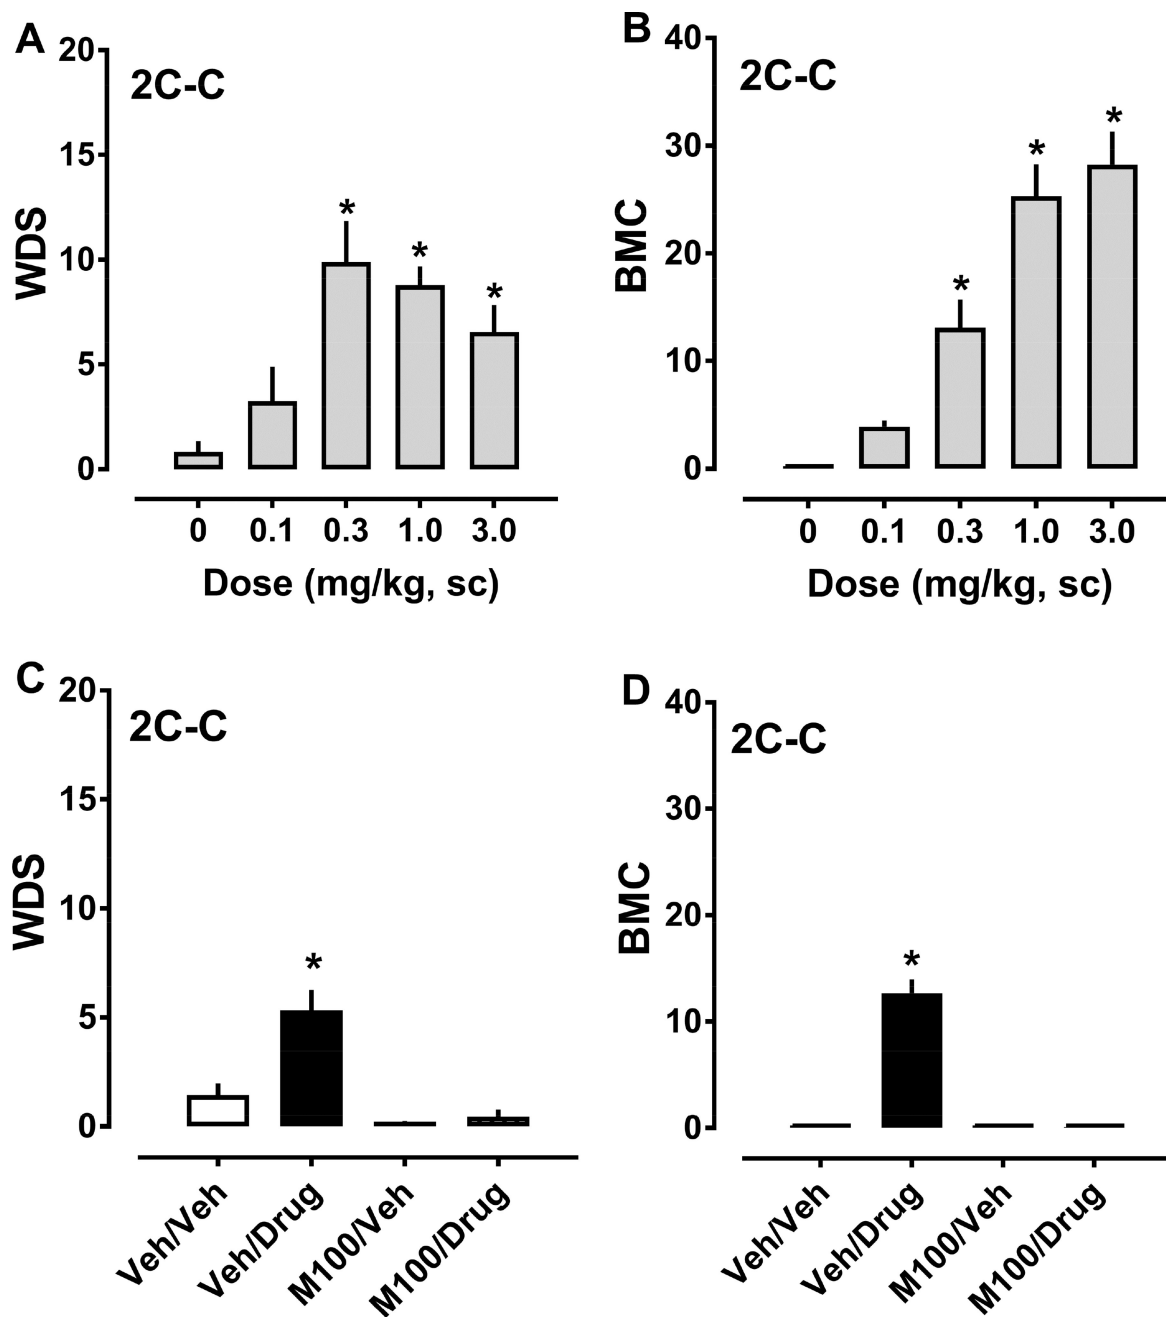 A
2C-C
WDS
20
15
10
5
0
*
*
*
0 0.1 0.3 1.0 3.0
Dose (mg/kg, sc)
B
2C-C
BMC
40
30
20
10
0
*
*
*
0 0.1 0.3 1.0 3.0
Dose (mg/kg, sc)
C
2C-C
WDS
20
15
10
5
0
*
Veh/Veh
Veh/Drug
M100/Veh
M100/Drug
D
2C-C
BMC
40
30
20
10
0
*
Veh/Veh
Veh/Drug
M100/Veh
M100/Drug